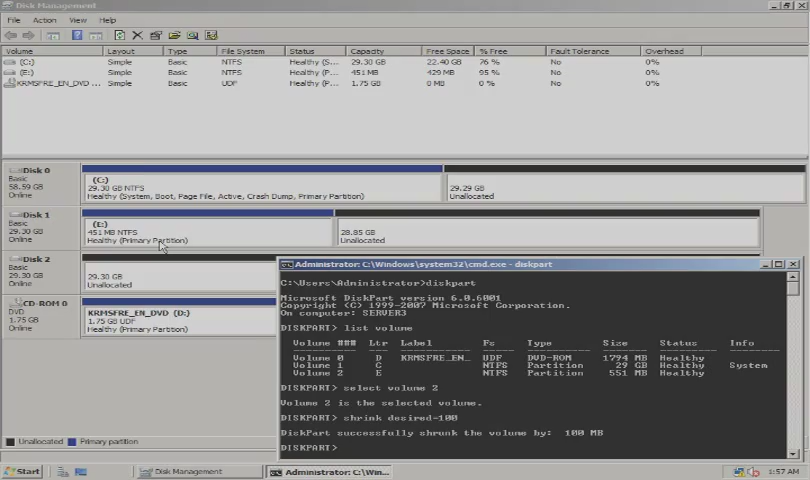 Disk Management
File Action View Help
Volume Layout Type File System Status Capacity Free Space % Free Fault Tolerance Overhead
(C:) Simple Basic NTFS Healthy (S... 29.30 GB 22.40 GB 76 % No 0%
(E:) Simple Basic NTFS Healthy (P... 451 MB 429 MB 95 % No 0%
KRMSFRE_EN_DVD ... Simple Basic UDF Healthy (P... 1.75 GB 0 MB 0 % No 0%
Disk 0
Basic
58.59 GB
Online
(C:)
29.30 GB NTFS
Healthy (System, Boot, Page File, Active, Crash Dump, Primary Partition)
29.29 GB
Unallocated
Disk 1
Basic
29.30 GB
Online
(E:)
451 MB NTFS
Healthy (Primary Partition)
28.85 GB
Unallocated
Disk 2
Basic
29.30 GB
Online
29.30 GB
Unallocated
CD-ROM 0
DVD
1.75 GB
Online
KRMSFRE_EN_DVD (D:)
1.75 GB UDF
Healthy (Primary Partition)
Administrator: C:\Windows\system32\cmd.exe - diskpart
C:\Users\Administrator>diskpart
Microsoft DiskPart version 6.0.6001
Copyright (C) 1999-2007 Microsoft Corporation.
On computer: SERVER3
DISKPART> list volume
Volume ### Ltr Label Fs Type Size Status Info
Volume 0 D KRMSFRE_EN_ UDF DVD-ROM 1794 MB Healthy
Volume 1 C NTFS Partition 29 GB Healthy System
Volume 2 E NTFS Partition 551 MB Healthy
DISKPART> select volume 2
Volume 2 is the selected volume.
DISKPART> shrink desired=100
DiskPart successfully shrunk the volume by: 100 MB
DISKPART>
Unallocated Primary partition
Start Disk Management Administrator: C:\Win... 1:57 AM